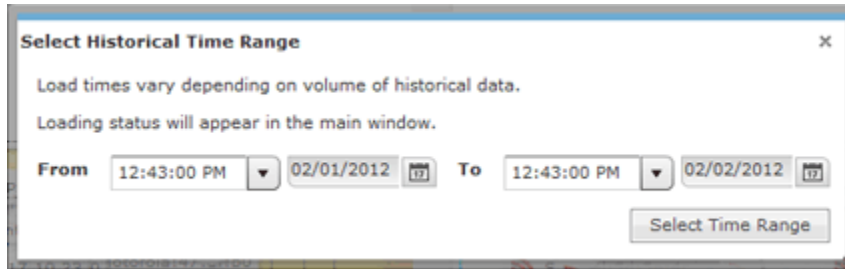 Select Historical Time Range
Load times vary depending on volume of historical data.
Loading status will appear in the main window.
From 12:43:00 PM 02/01/2012 17 To 12:43:00 PM 02/02/2012 17
Select Time Range